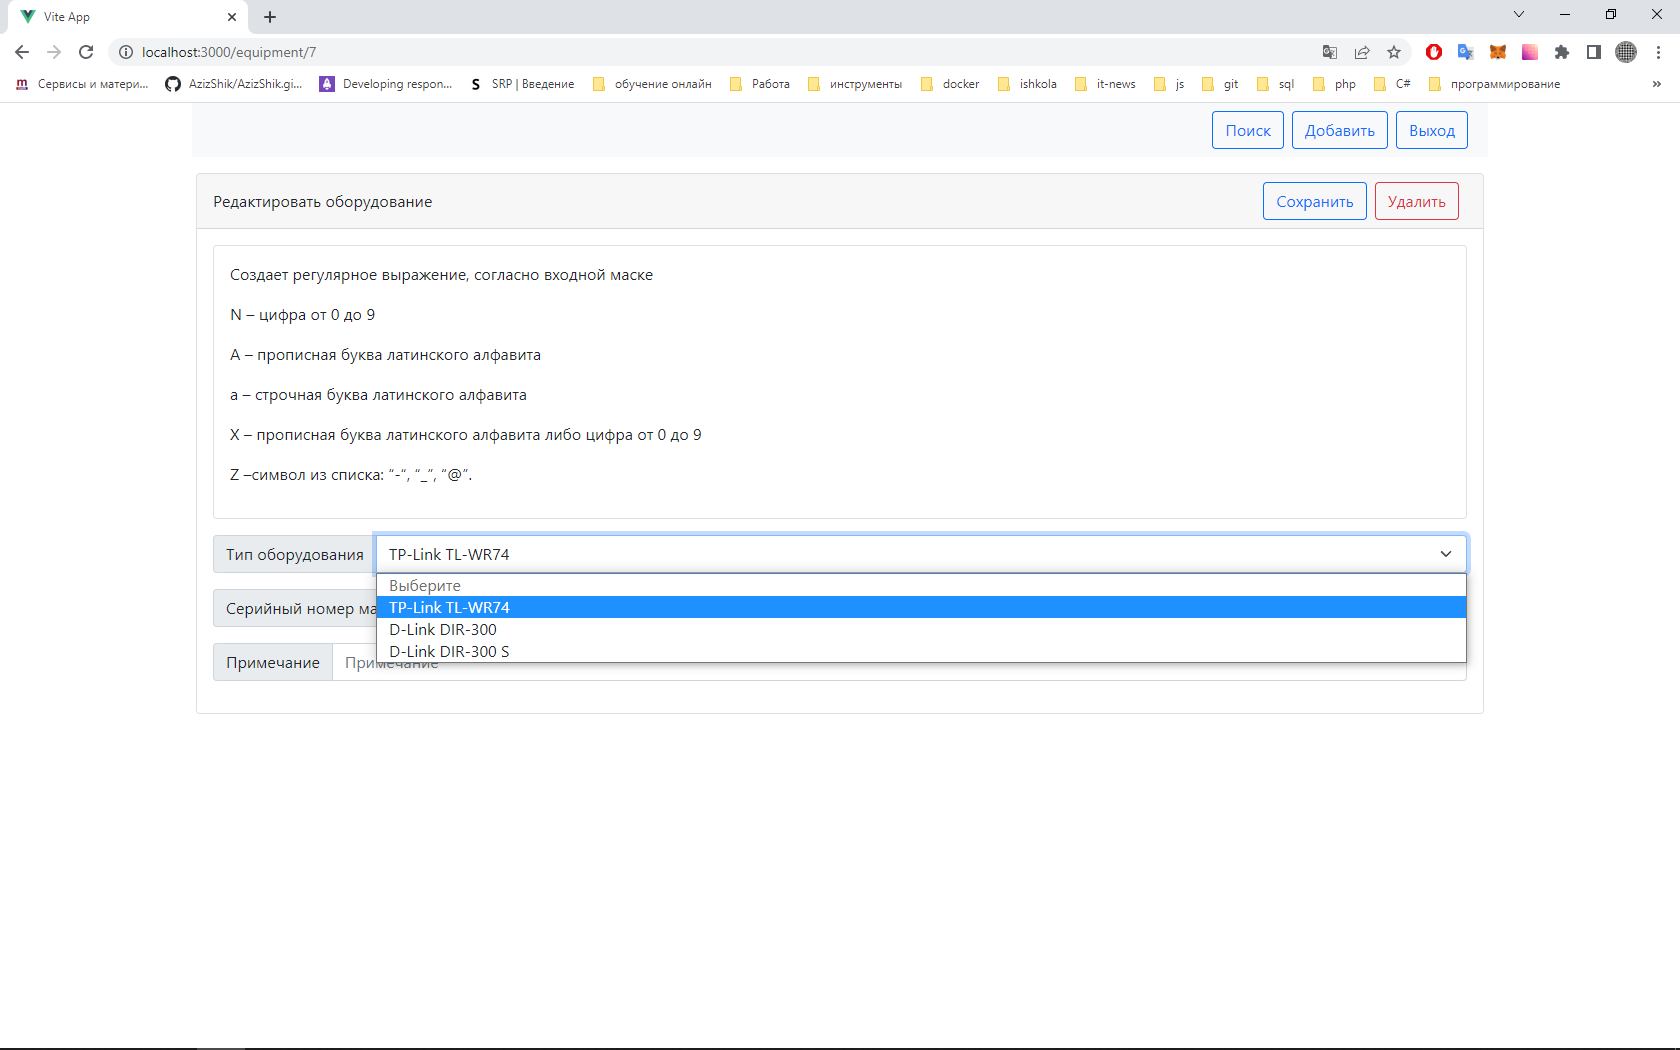 Vite App
localhost:3000/equipment/7
Сервисы и матери...
AzizShik/AzizShik.gi...
Developing respon...
SRP | Введение
обучение онлайн
Работа
инструменты
docker
ishkola
it-news
js
git
sql
php
C#
программирование
»
Поиск
Добавить
Выход
Редактировать оборудование
Сохранить
Удалить
Создает регулярное выражение, согласно входной маске
N – цифра от 0 до 9
A – прописная буква латинского алфавита
a – строчная буква латинского алфавита
X – прописная буква латинского алфавита либо цифра от 0 до 9
Z –символ из списка: “-“, “_”, “@”.
Тип оборудования
TP-Link TL-WR74
Выберите
TP-Link TL-WR74
D-Link DIR-300
D-Link DIR-300 S
Серийный номер ма
Примечание
Примечание